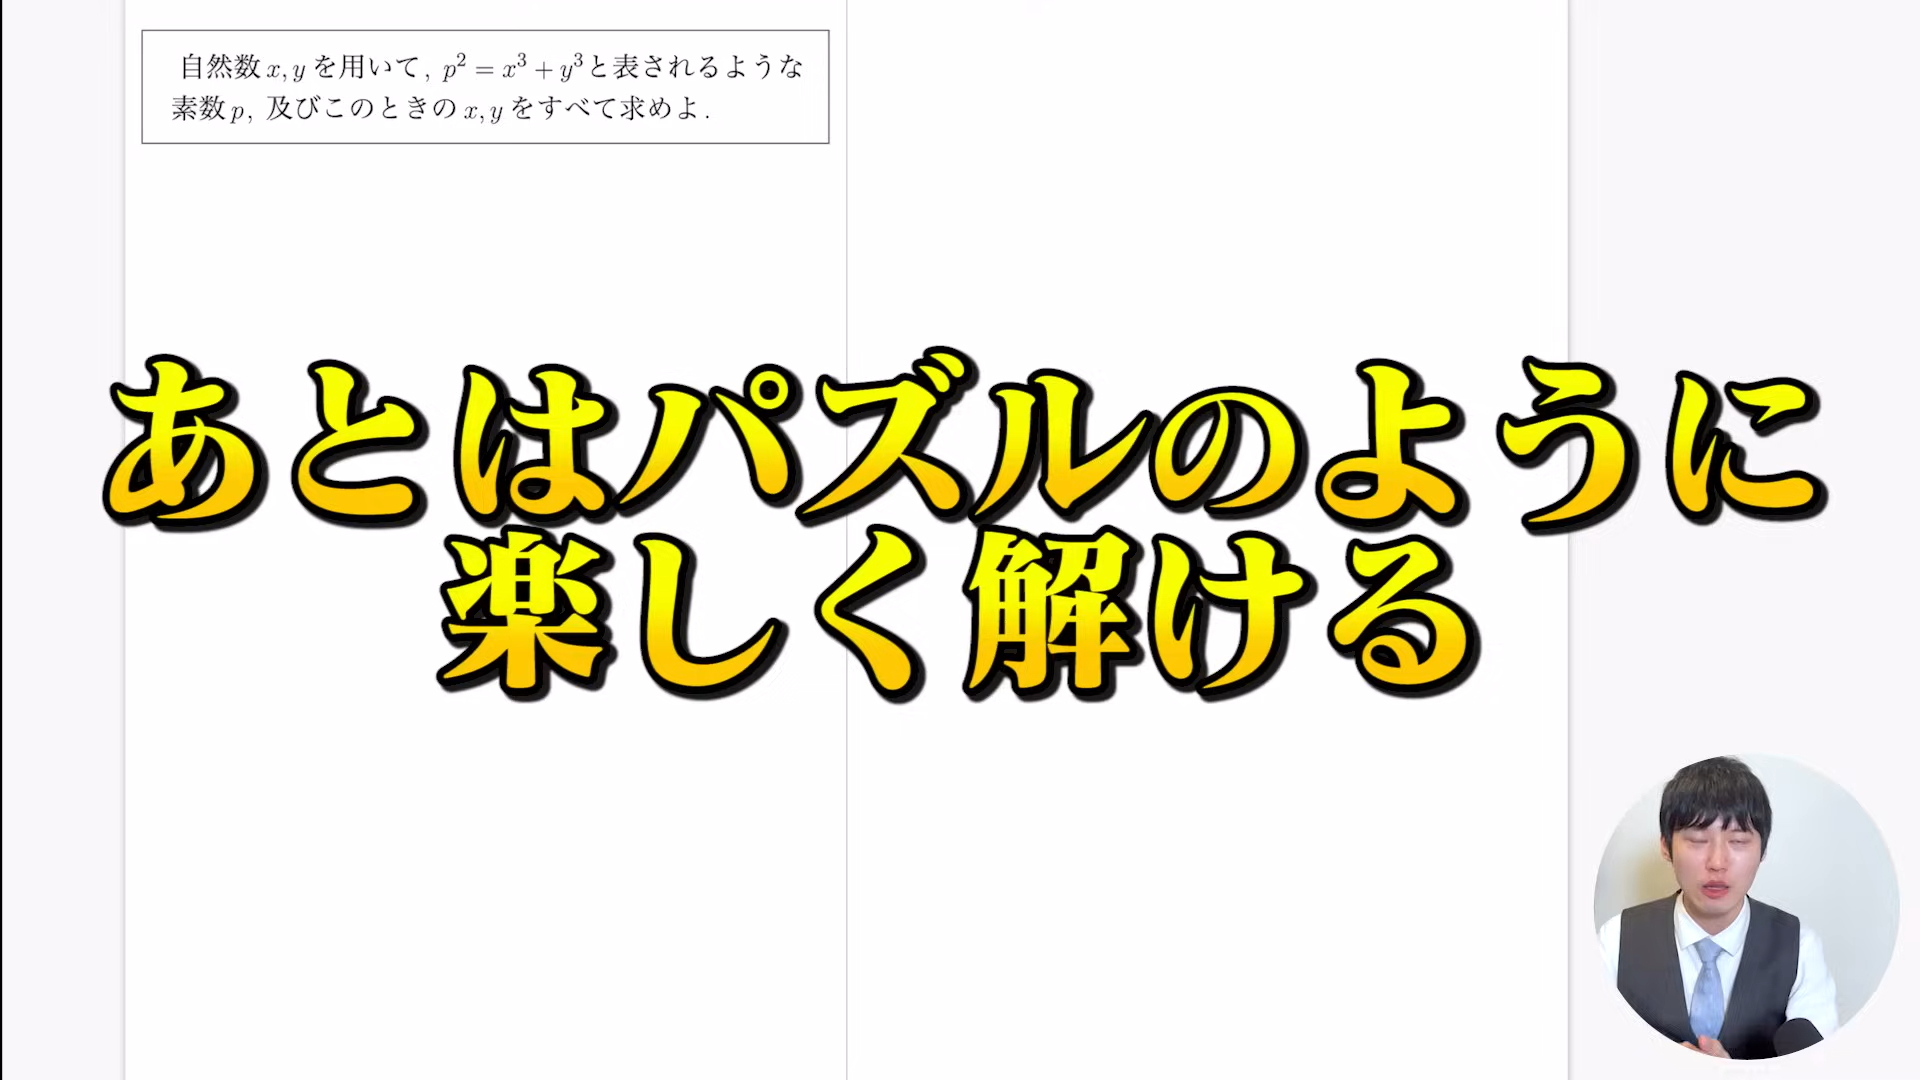 自然数 x, y を用いて, p² = x³ + y³ と表されるような
素数 p, 及びこのときの x, y をすべて求めよ.
あとはパズルのように
楽しく解ける